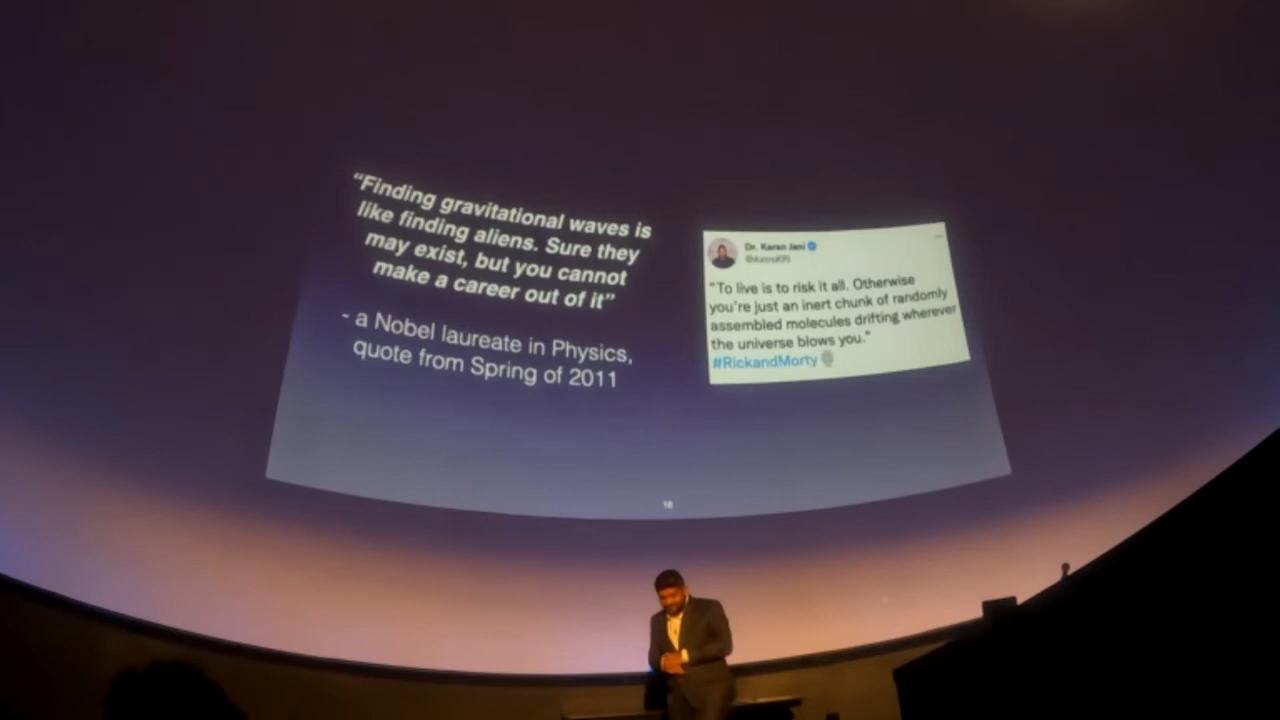 “Finding gravitational waves is
like finding aliens. Sure they
may exist, but you cannot
make a career out of it”
- a Nobel laureate in Physics,
quote from Spring of 2011
Dr. Karan Jani
@AstroKPJ
“To live is to risk it all. Otherwise
you're just an inert chunk of randomly
assembled molecules drifting wherever
the universe blows you.”
#RickandMorty
18